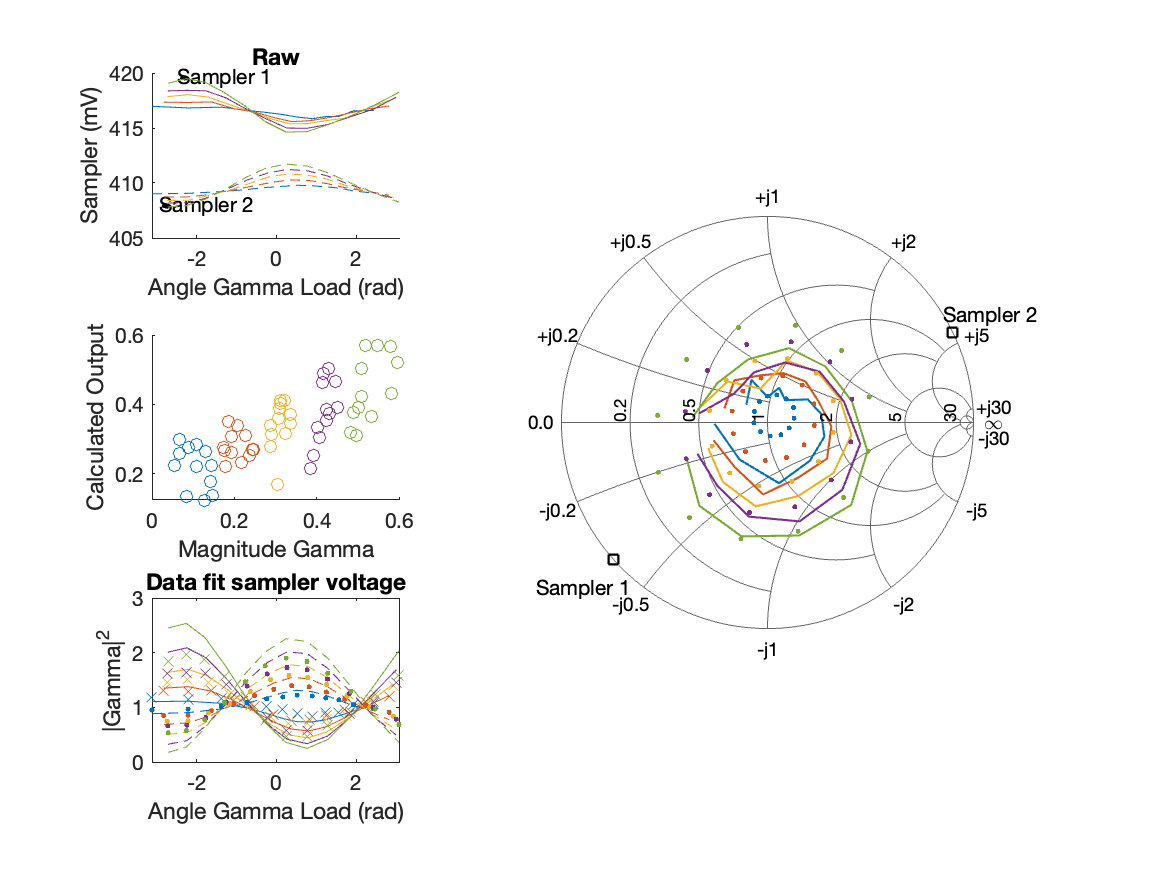 Raw
420
415
410
405
Sampler (mV)
Sampler 1
Sampler 2
-2
0
2
Angle Gamma Load (rad)
0.6
0.4
0.2
Calculated Output
0
0.2
0.4
0.6
Magnitude Gamma
Data fit sampler voltage
3
2
1
0
|Gamma|2
-2
0
2
Angle Gamma Load (rad)
+j1
+j0.5
+j2
Sampler 2
+j0.2
+j5
0.0
0.2
0.5
1
2
5
30
+j30
∞
-j30
-j0.2
-j5
Sampler 1
-j0.5
-j2
-j1